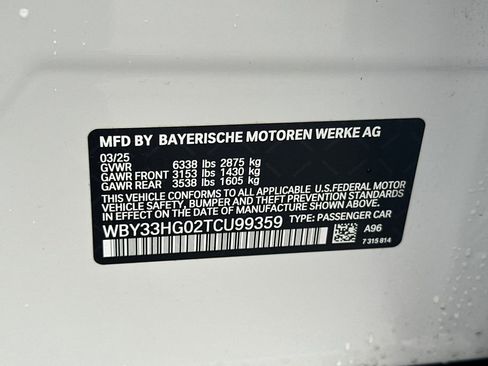 MFD BY BAYERISCHE MOTOREN WERKE AG
03/25
GVWR 6338 lbs 2875 kg
GAWR FRONT 3153 lbs 1430 kg
GAWR REAR 3538 lbs 1605 kg
THIS VEHICLE CONFORMS TO ALL APPLICABLE U.S.FEDERAL MOTOR
VEHICLE SAFETY, BUMPER AND THEFT PREVENTION STANDARDS
IN EFFECT ON THE DATE OF MANUFACTURE SHOWN ABOVE.
WBY33HG02TCU99359 TYPE: PASSENGER CAR
A96
7 315 814